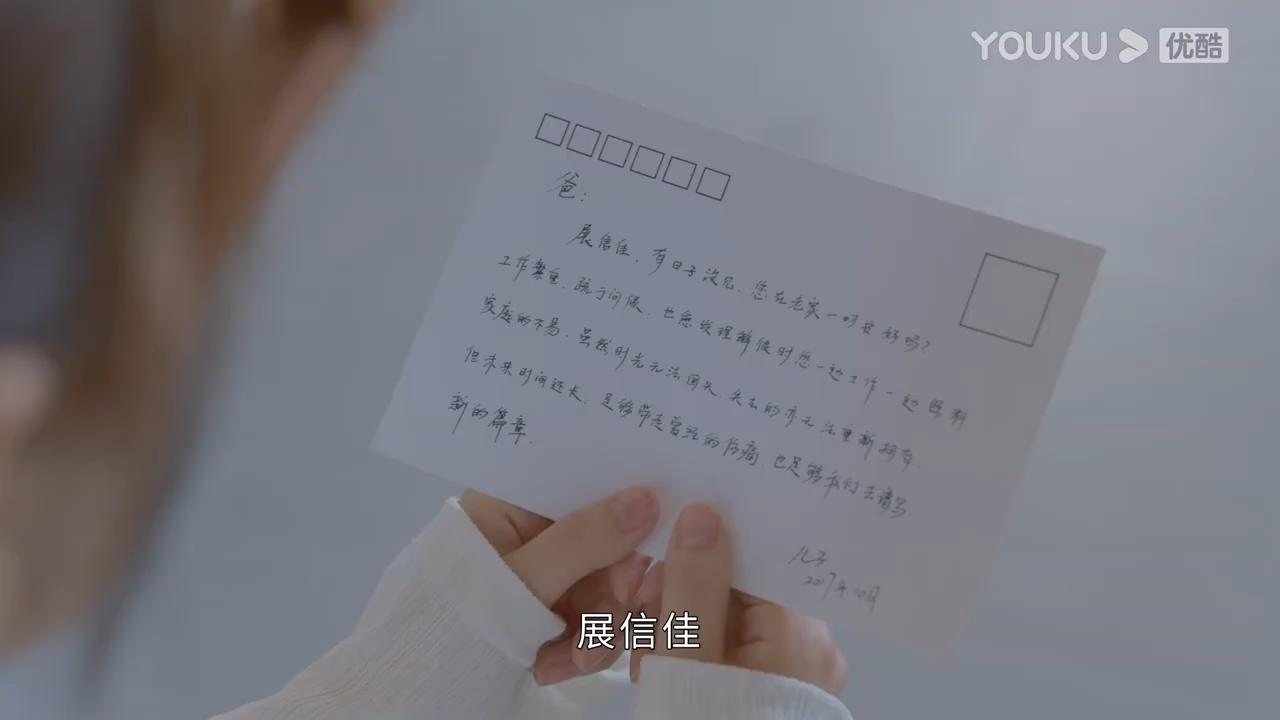 YOUKU 优酷
爸：
展信佳，有日子没见，您在老家一切安好吗？
工作繁重，疏于问候，也愈发理解彼时您一边工作一边照料
家庭的不易，虽然时光无法回头，失去的亦无法重新拥有，
但未来时间还长，足够带走曾经的伤痛，也足够我们去谱写
新的篇章．
儿子
2017年10月
展信佳